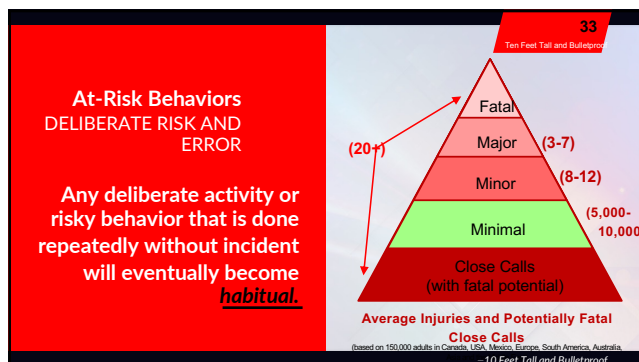 33
Ten Feet Tall and Bulletproof
At-Risk Behaviors
DELIBERATE RISK AND
ERROR
Any deliberate activity or
risky behavior that is done
repeatedly without incident
will eventually become
habitual.
Fatal
(20+)
Major
(3-7)
Minor
(8-12)
Minimal
(5,000-
10,000
Close Calls
(with fatal potential)
Average Injuries and Potentially Fatal
Close Calls
(based on 150,000 adults in Canada, USA, Mexico, Europe, South America, Australia,
–10 Feet Tall and Bulletproof